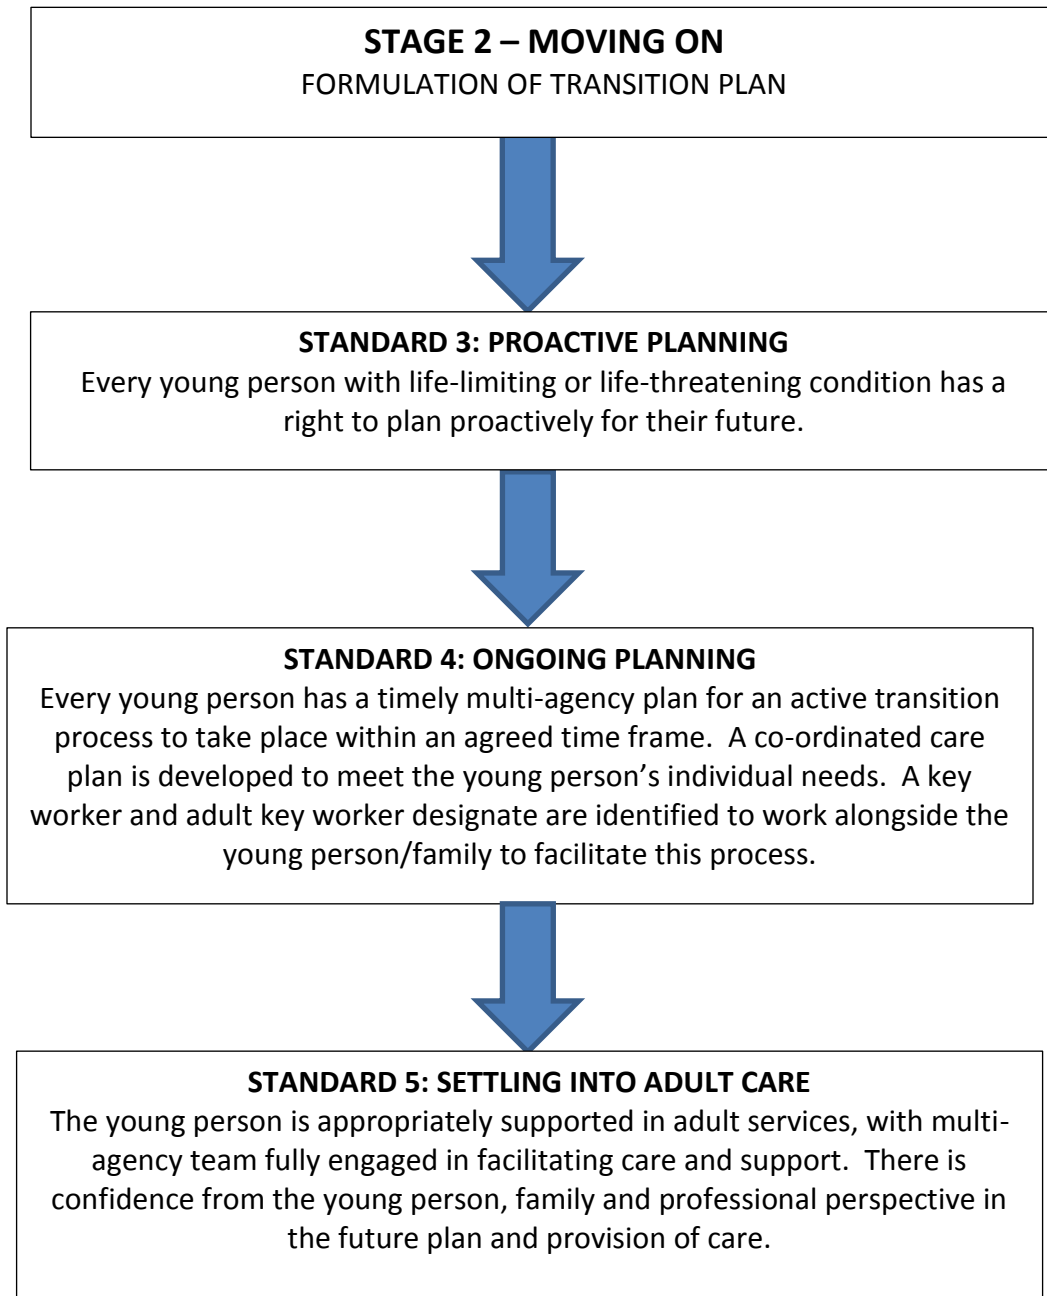 STAGE 2 – MOVING ON
FORMULATION OF TRANSITION PLAN
STANDARD 3: PROACTIVE PLANNING
Every young person with life-limiting or life-threatening condition has a
right to plan proactively for their future.
STANDARD 4: ONGOING PLANNING
Every young person has a timely multi-agency plan for an active transition
process to take place within an agreed time frame.  A co-ordinated care
plan is developed to meet the young person’s individual needs.  A key
worker and adult key worker designate are identified to work alongside the
young person/family to facilitate this process.
STANDARD 5: SETTLING INTO ADULT CARE
The young person is appropriately supported in adult services, with multi-
agency team fully engaged in facilitating care and support.  There is
confidence from the young person, family and professional perspective in
the future plan and provision of care.